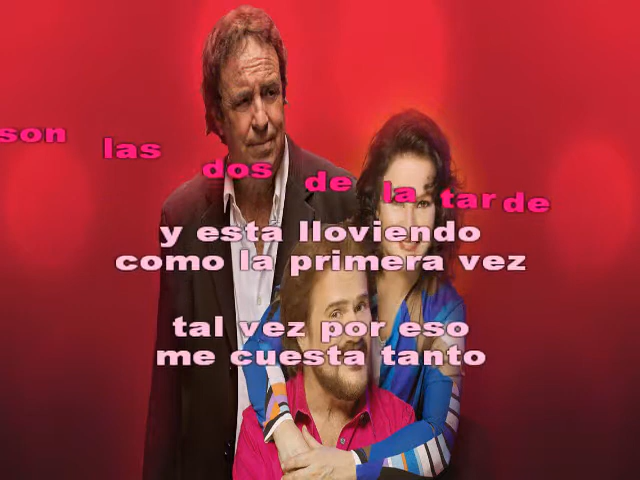 son las dos de la tarde
y esta lloviendo
como la primera vez
tal vez por eso
me cuesta tanto